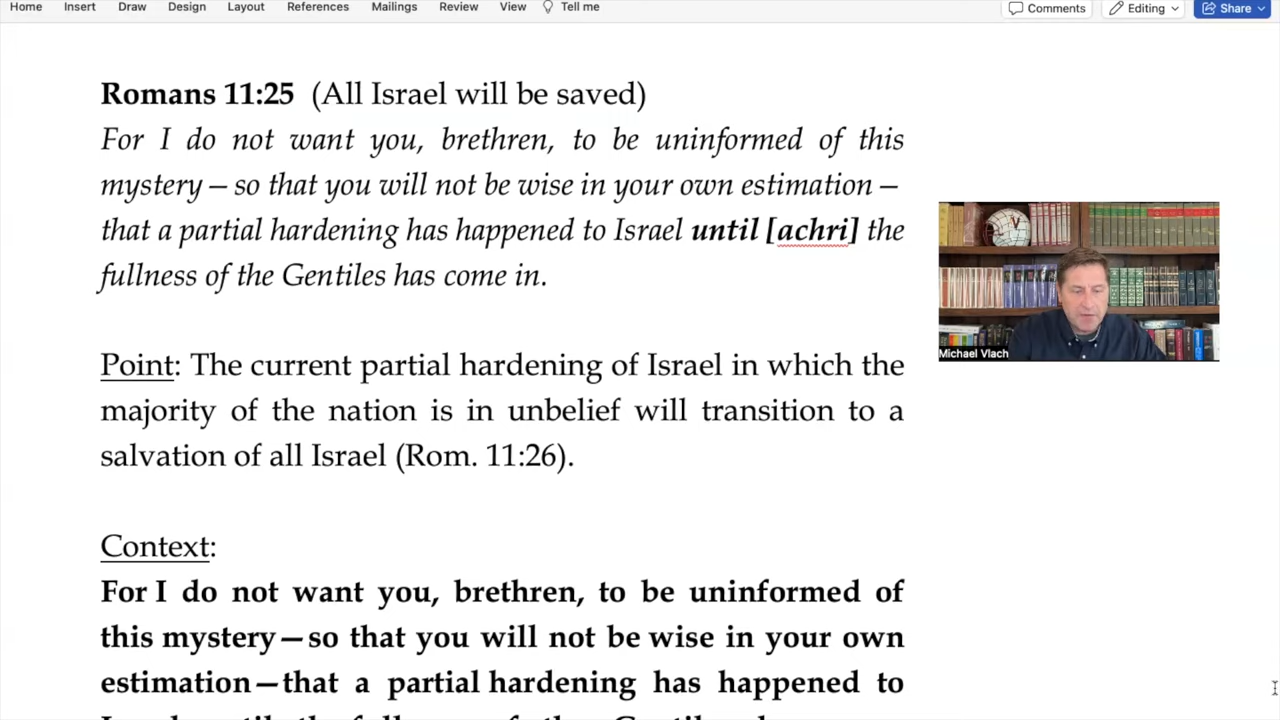 Home Insert Draw Design Layout References Mailings Review View Tell me Comments Editing Share
Romans 11:25 (All Israel will be saved)
For I do not want you, brethren, to be uninformed of this
mystery—so that you will not be wise in your own estimation—
that a partial hardening has happened to Israel until [achri] the
fullness of the Gentiles has come in.
Michael Vlach
Point: The current partial hardening of Israel in which the
majority of the nation is in unbelief will transition to a
salvation of all Israel (Rom. 11:26).
Context:
For I do not want you, brethren, to be uninformed of
this mystery—so that you will not be wise in your own
estimation—that a partial hardening has happened to